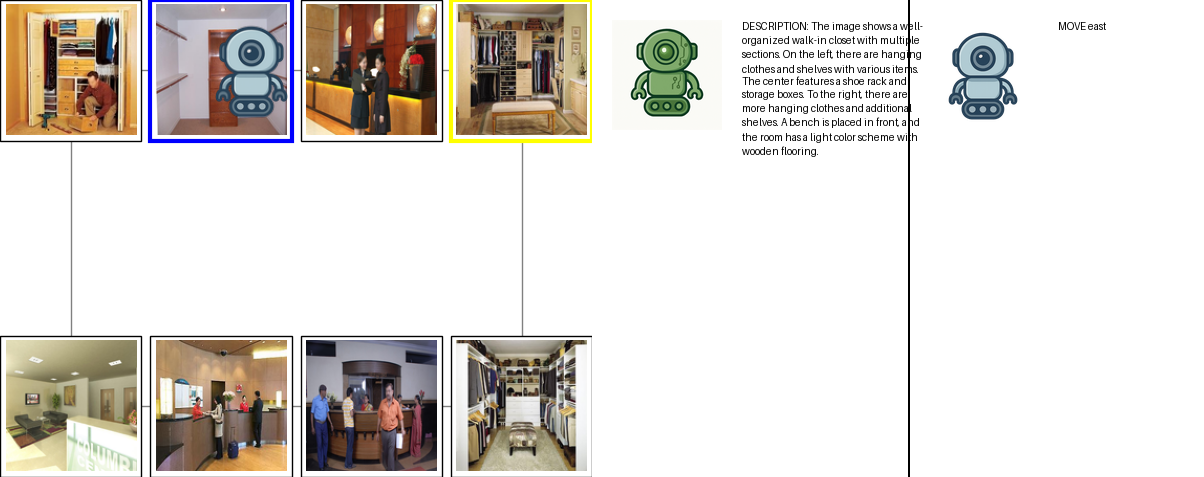 DESCRIPTION: The image shows a well-
organized walk-in closet with multiple
sections. On the left, there are hanging
clothes and shelves with various items.
The center features a shoe rack and
storage boxes. To the right, there are
more hanging clothes and additional
shelves. A bench is placed in front, and
the room has a light color scheme with
wooden flooring.
MOVE east